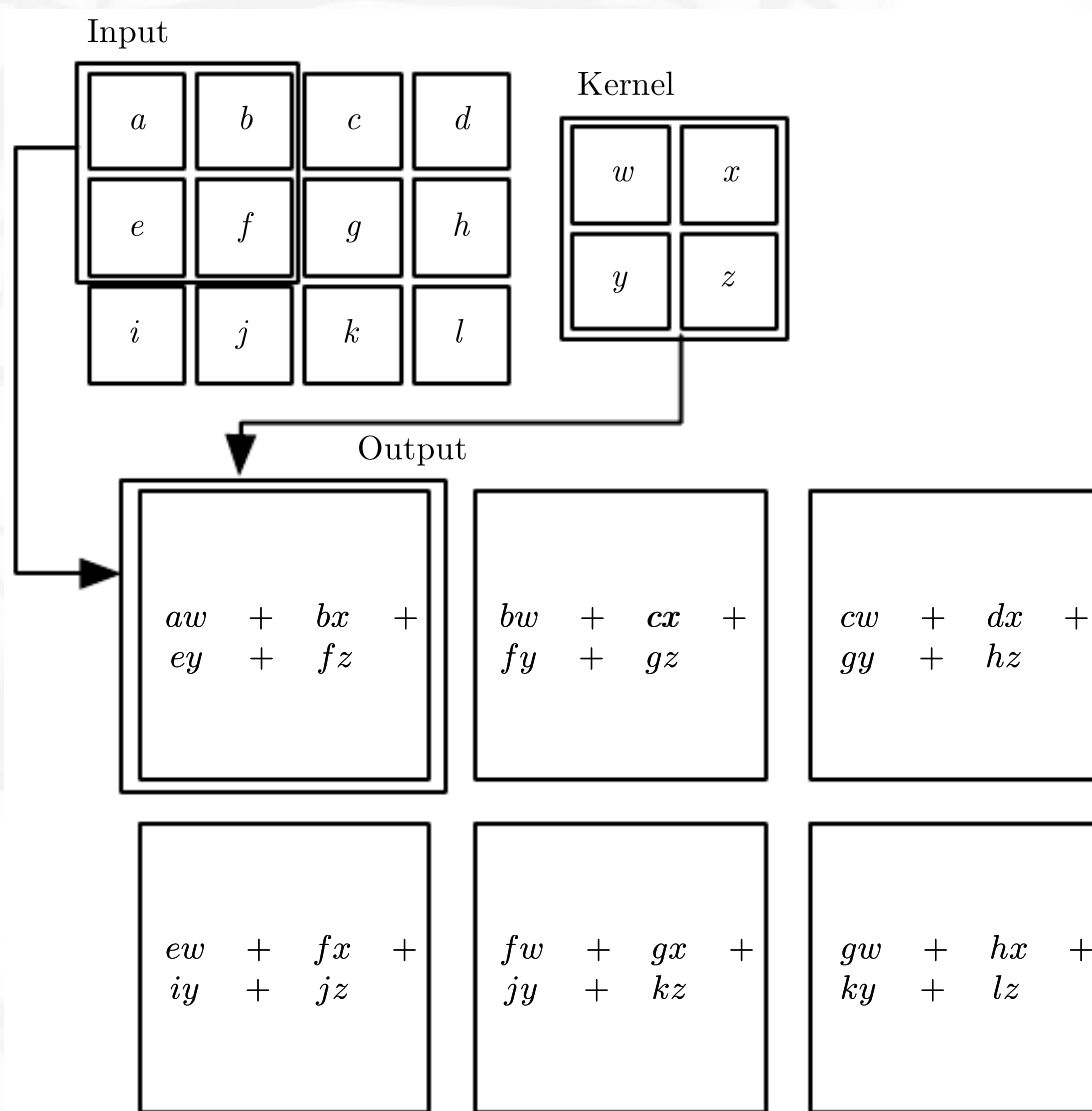 Input
Kernel
a b c d
w x
e f g h
y z
i j k l
Output
aw + bx +
ey + fz
bw + cx +
fy + gz
cw + dx +
gy + hz
ew + fx +
iy + jz
fw + gx +
jy + kz
gw + hx +
ky + lz